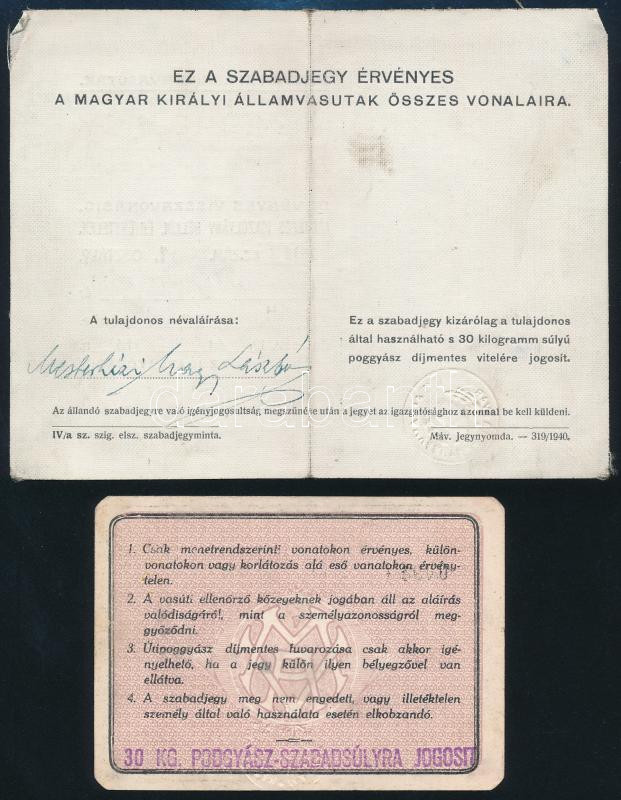 EZ A SZABADJEGY ÉRVÉNYES
A MAGYAR KIRÁLYI ÁLLAMVASUTAK ÖSSZES VONALAIRA.
A tulajdonos névaláírása:
Mesterházi Nagy László
Ez a szabadjegy kizárólag a tulajdonos
által használható s 30 kilogramm súlyú
poggyász díjmentes vitelére jogosít.
Az állandó szabadjegyre való igényjogosultság megszűnése után a jegyet az igazgatósághoz azonnal be kell küldeni.
IV/a sz. szig. elsz. szabadjegyminta.
Máv. Jegynyomda. — 319/1940.
darabanth
1. Csak menetrendszerinti vonatokon érvényes, külön-
vonatokon vagy korlátozás alá eső vonatokon érvény-
telen.
2. A vasúti ellenőrző közegeknek jogában áll az aláírás
valódiságáról, mint a személyazonosságról meg-
győződni.
3. Útipoggyász díjmentes fuvarozása csak akkor igé-
nyelhető, ha a jegy külön ilyen bélyegzővel van
ellátva.
4. A szabadjegy meg nem engedett, vagy illetéktelen
személy által való használata esetén elkobzandó.
30 KG. PODGYÁSZ-SZABADSÚLYRA JOGOSIT